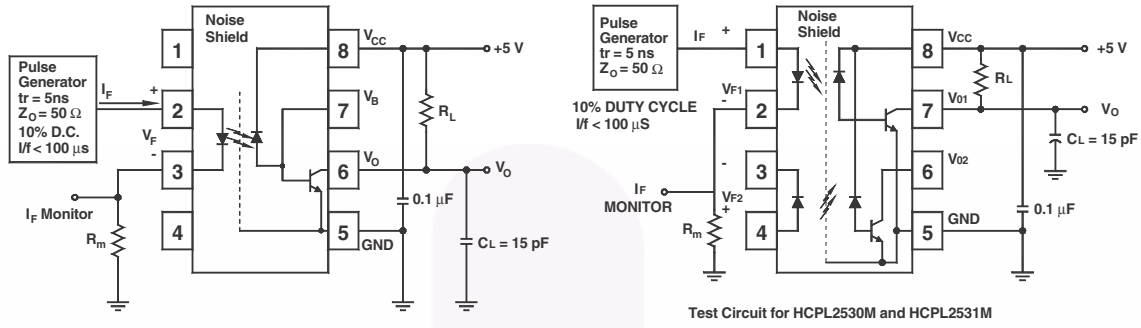 Noise
Shield
Pulse
Generator
tr = 5ns
ZO = 50 Ω
10% D.C.
I/f < 100 μs
IF
+
VF
-
1
2
3
4
8
7
6
5
VCC
VB
VO
GND
+5 V
RL
VO
0.1 μF
CL = 15 pF
IF Monitor
Rm
Noise
Shield
Pulse
Generator
tr = 5 ns
ZO = 50 Ω
IF
+
10% DUTY CYCLE
I/f < 100 μS
VF1
-
-
VF2
+
IF
MONITOR
Rm
1
2
3
4
8
7
6
5
VCC
V01
V02
GND
+5 V
RL
VO
CL = 15 pF
0.1 μF
Test Circuit for HCPL2530M and HCPL2531M